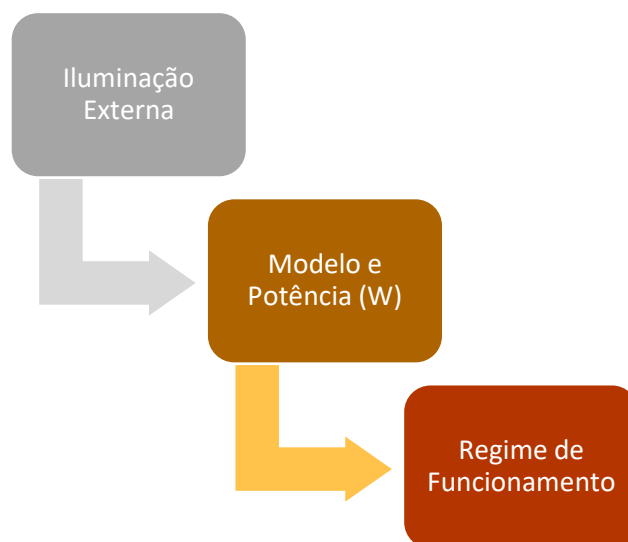 Iluminação
Externa
Modelo e
Potência (W)
Regime de
Funcionamento